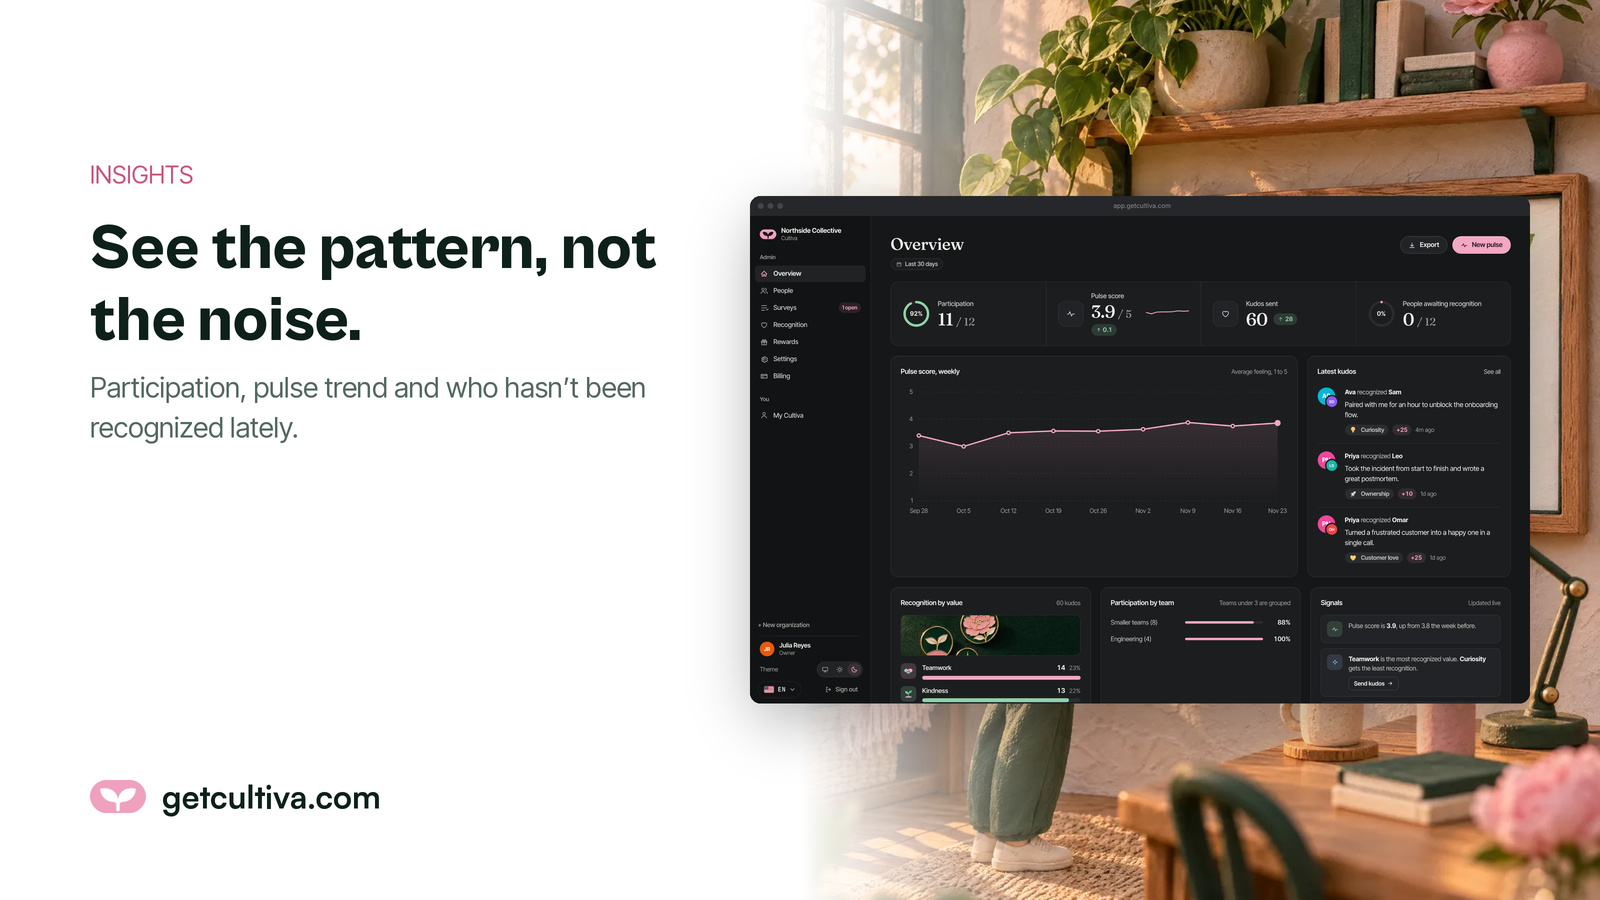 INSIGHTS
See the pattern, not
the noise.
Participation, pulse trend and who hasn’t been
recognized lately.
getcultiva.com
app.getcultiva.com
Northside Collective
Cultiva
Admin
Overview
People
Surveys
1 open
Recognition
Rewards
Settings
Billing
You
My Cultiva
+ New organization
JR
Julia Reyes
Owner
Theme
EN
Sign out
Overview
Last 30 days
Export
New pulse
92%
Participation
11 / 12
Pulse score
3.9 / 5
↑ 0.1
Kudos sent
60
↑ 28
0%
People awaiting recognition
0 / 12
Pulse score, weekly
Average feeling, 1 to 5
5
4
3
2
1
Sep 28
Oct 5
Oct 12
Oct 19
Oct 26
Nov 2
Nov 9
Nov 16
Nov 23
Latest kudos
See all
Ava recognized Sam
Paired with me for an hour to unblock the onboarding
flow.
Curiosity
+25
4m ago
Priya recognized Leo
Took the incident from start to finish and wrote a
great postmortem.
Ownership
+10
1d ago
Priya recognized Omar
Turned a frustrated customer into a happy one in a
single call.
Customer love
+25
1d ago
Recognition by value
60 kudos
Teamwork
14 23%
Kindness
13 22%
Participation by team
Teams under 3 are grouped
Smaller teams (8)
88%
Engineering (4)
100%
Signals
Updated live
Pulse score is 3.9, up from 3.8 the week before.
Teamwork is the most recognized value. Curiosity
gets the least recognition.
Send kudos →